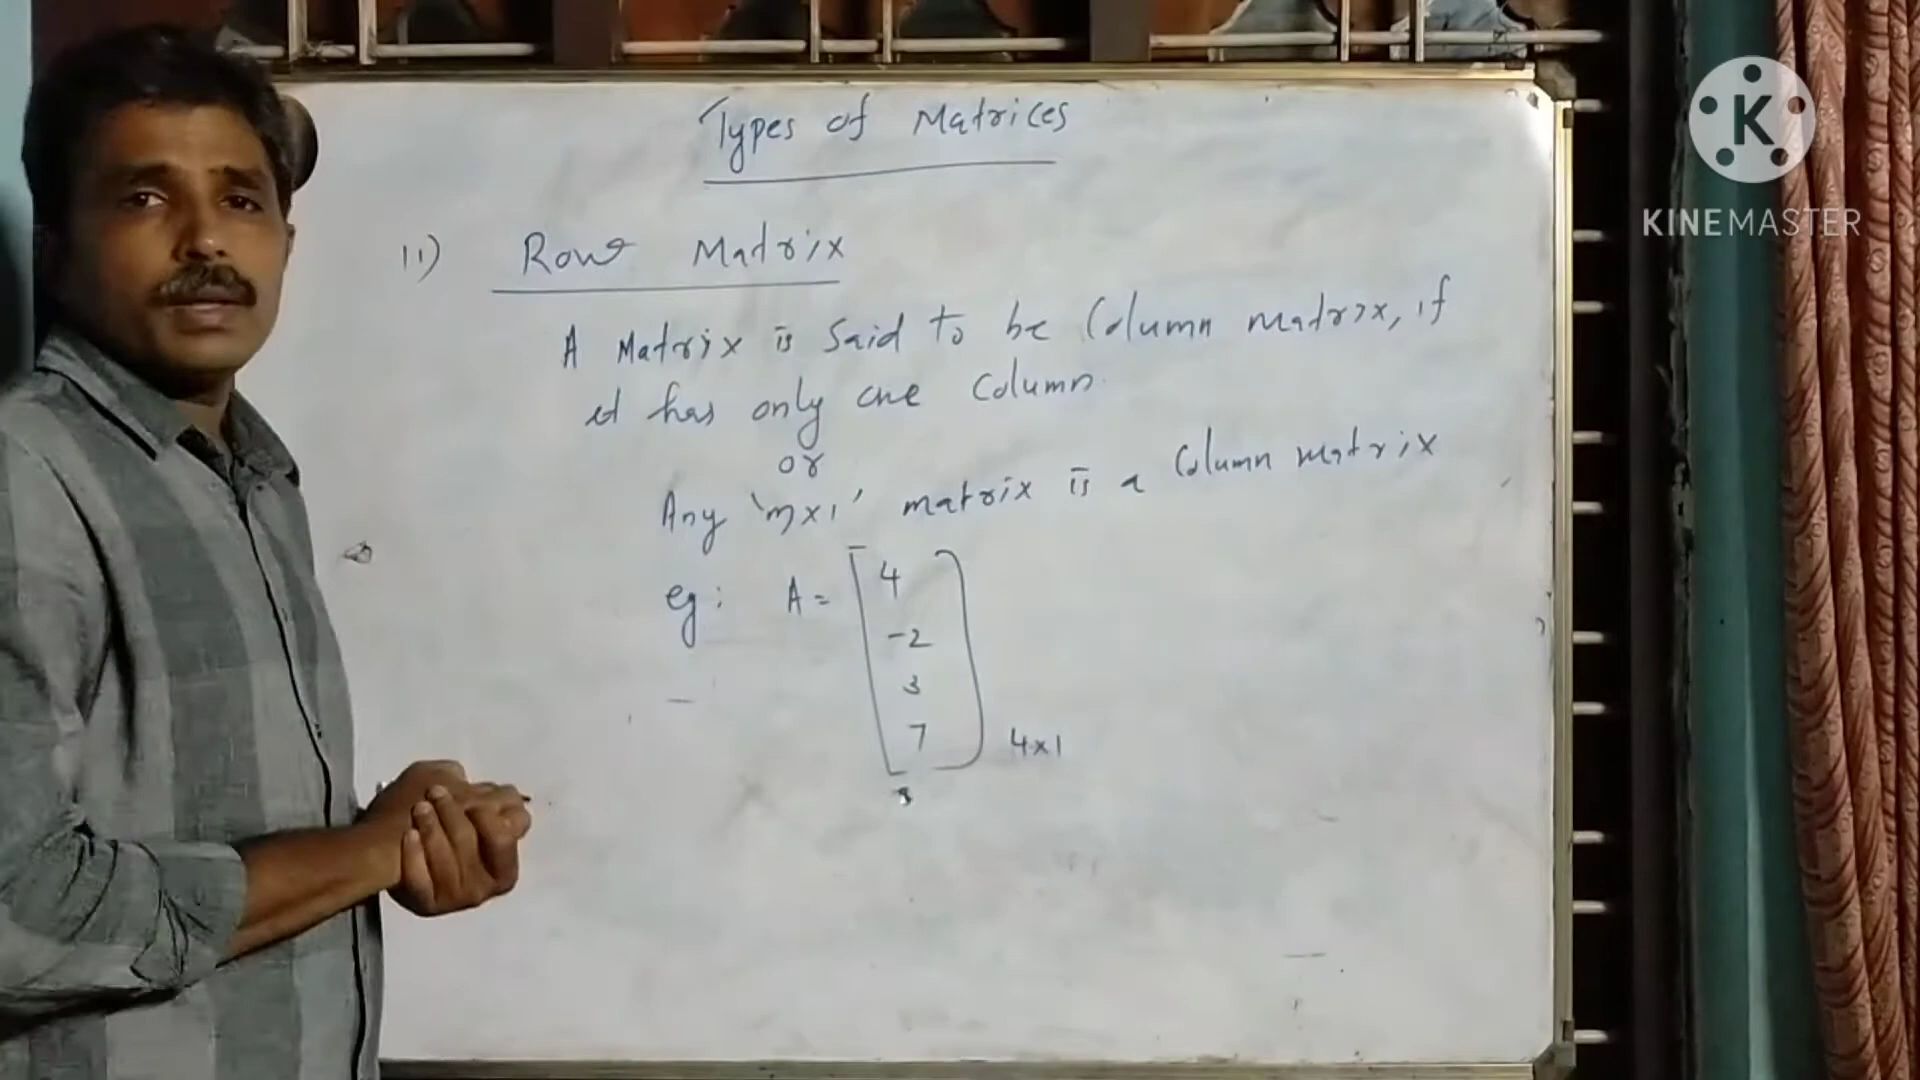 Types of Matrices
11) Row Matrix
A Matrix is said to be Column matrix, if
it has only one Column.
or
Any 'm×1' matrix is a Column matrix
eg: A = [ 4
-2
3
7 ] 4×1
K
KINEMASTER